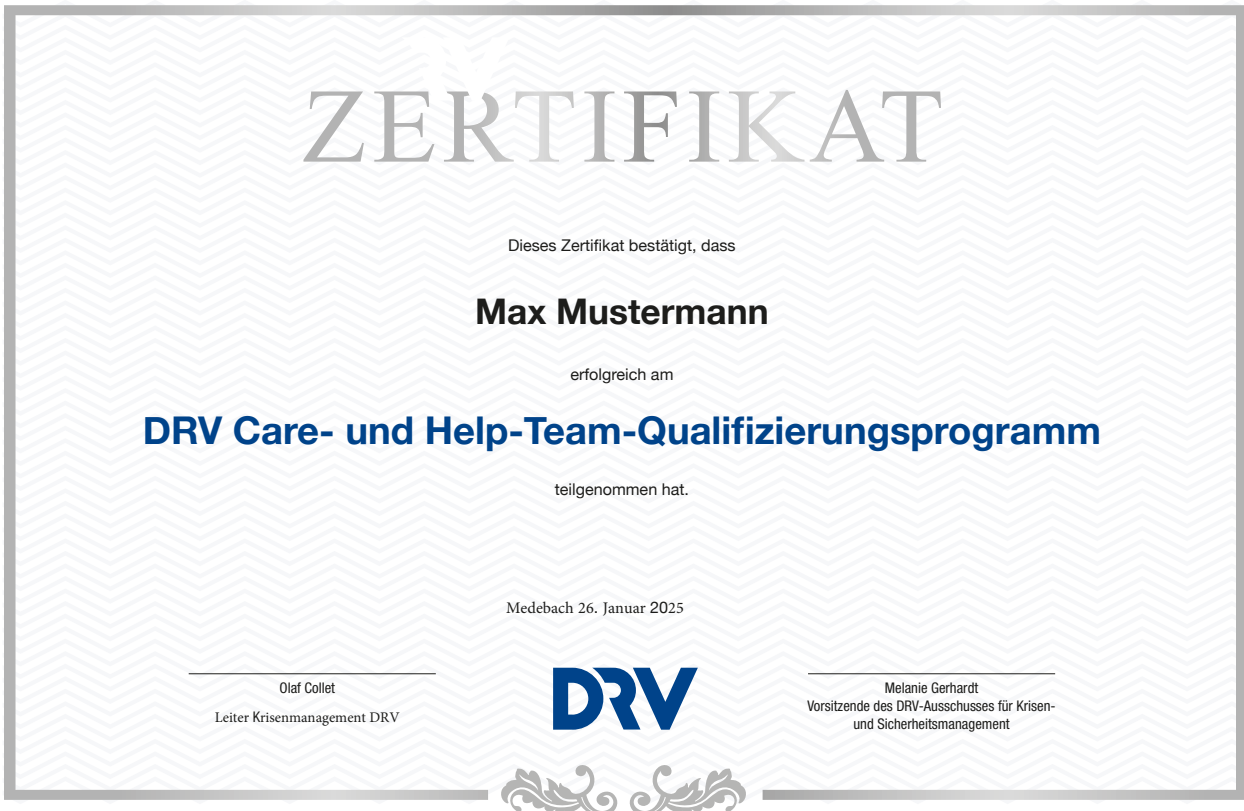 ZERTIFIKAT
Dieses Zertifikat bestätigt, dass
Max Mustermann
erfolgreich am
DRV Care- und Help-Team-Qualifizierungsprogramm
teilgenommen hat.
Medebach 26. Januar 2025
Olaf Collet
Leiter Krisenmanagement DRV
DRV
Melanie Gerhardt
Vorsitzende des DRV-Ausschusses für Krisen-
und Sicherheitsmanagement